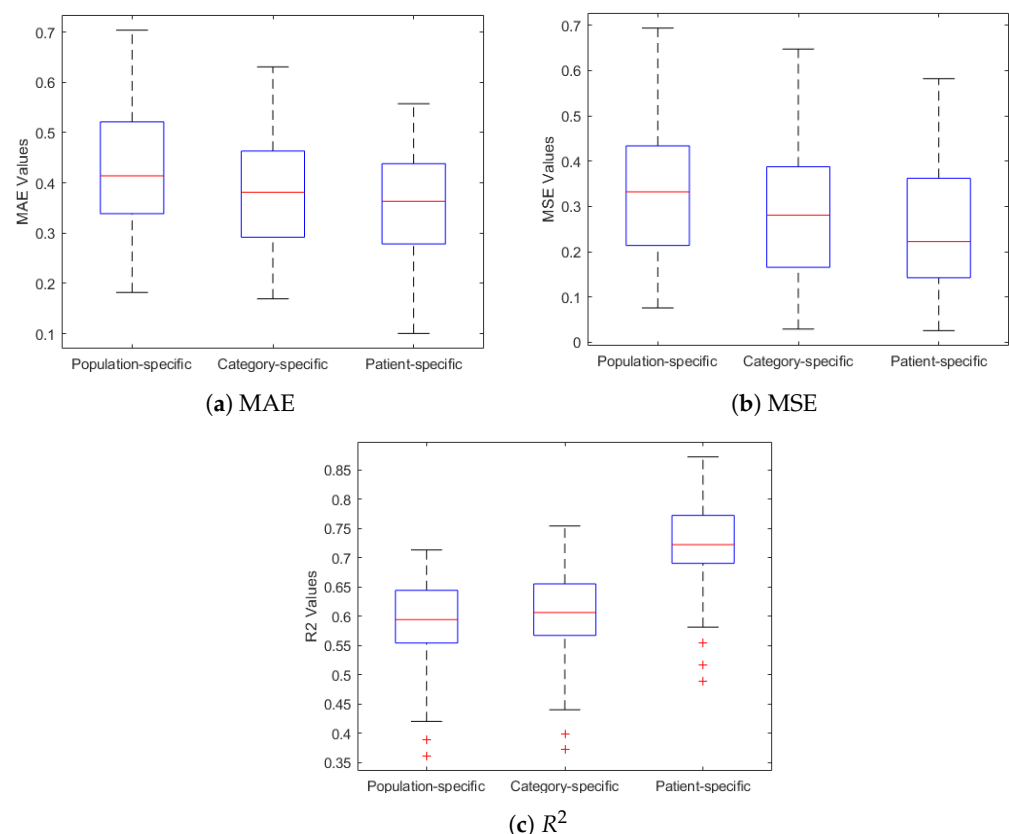 0.7
0.6
0.5
0.4
0.3
0.2
0.1
MAE Values
Population-specific Category-specific Patient-specific
(a) MAE
0.7
0.6
0.5
0.4
0.3
0.2
0.1
0
MSE Values
Population-specific Category-specific Patient-specific
(b) MSE
0.85
0.8
0.75
0.7
0.65
0.6
0.55
0.5
0.45
0.4
0.35
R2 Values
Population-specific Category-specific Patient-specific
(c) R²